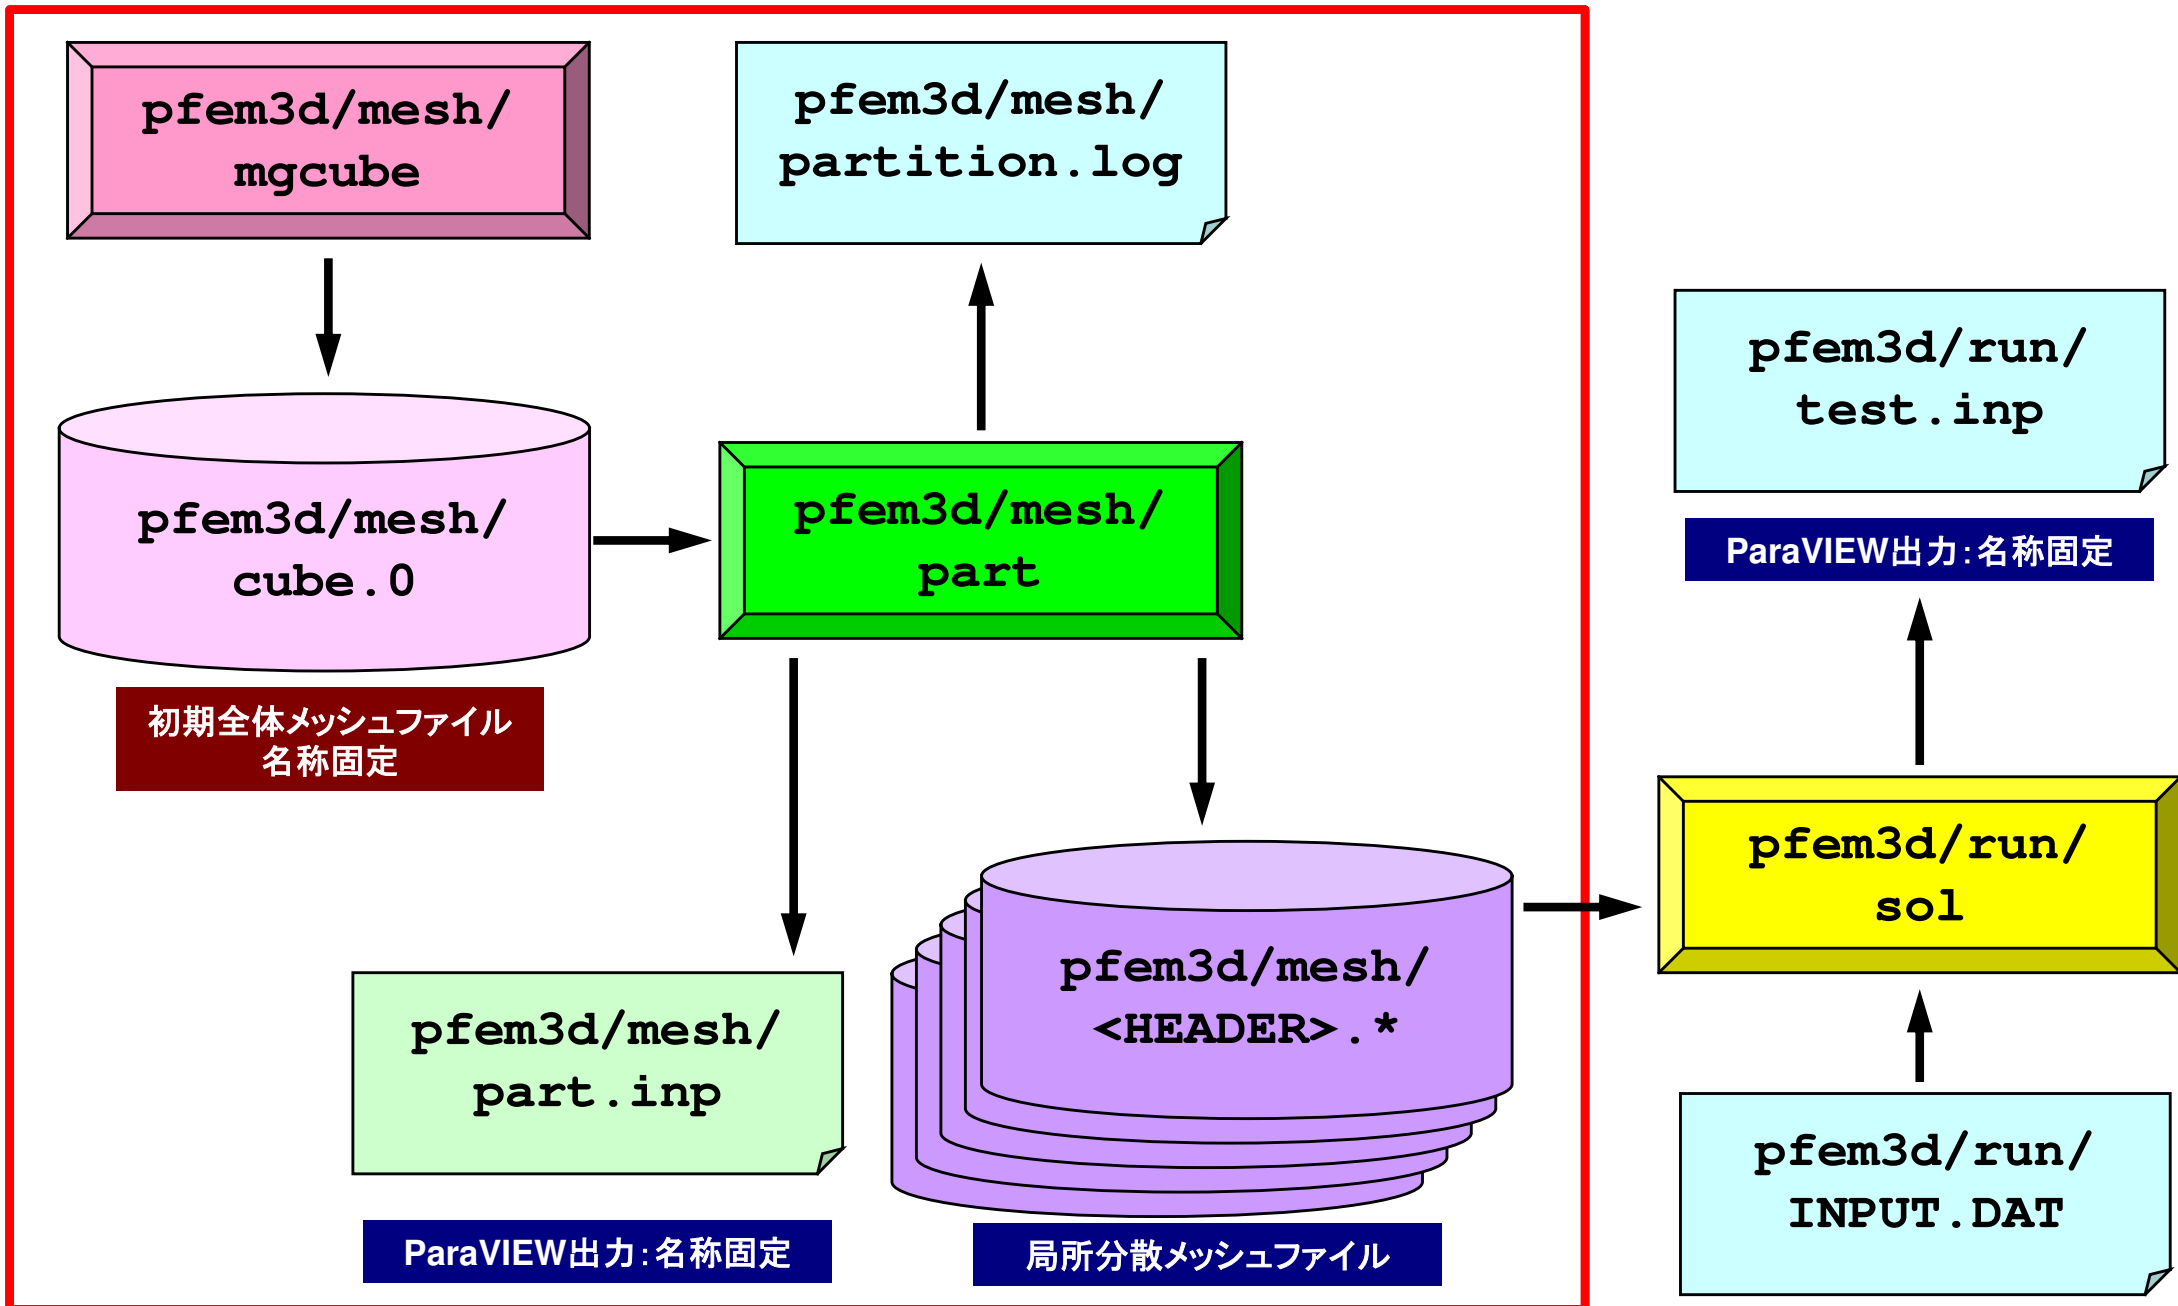 pfem3d/mesh/
mgcube
pfem3d/mesh/
partition.log
pfem3d/mesh/
cube.0
初期全体メッシュファイル
名称固定
pfem3d/mesh/
part
pfem3d/mesh/
part.inp
ParaVIEW出力：名称固定
pfem3d/mesh/
<HEADER>.*
局所分散メッシュファイル
pfem3d/run/
test.inp
ParaVIEW出力：名称固定
pfem3d/run/
sol
pfem3d/run/
INPUT.DAT